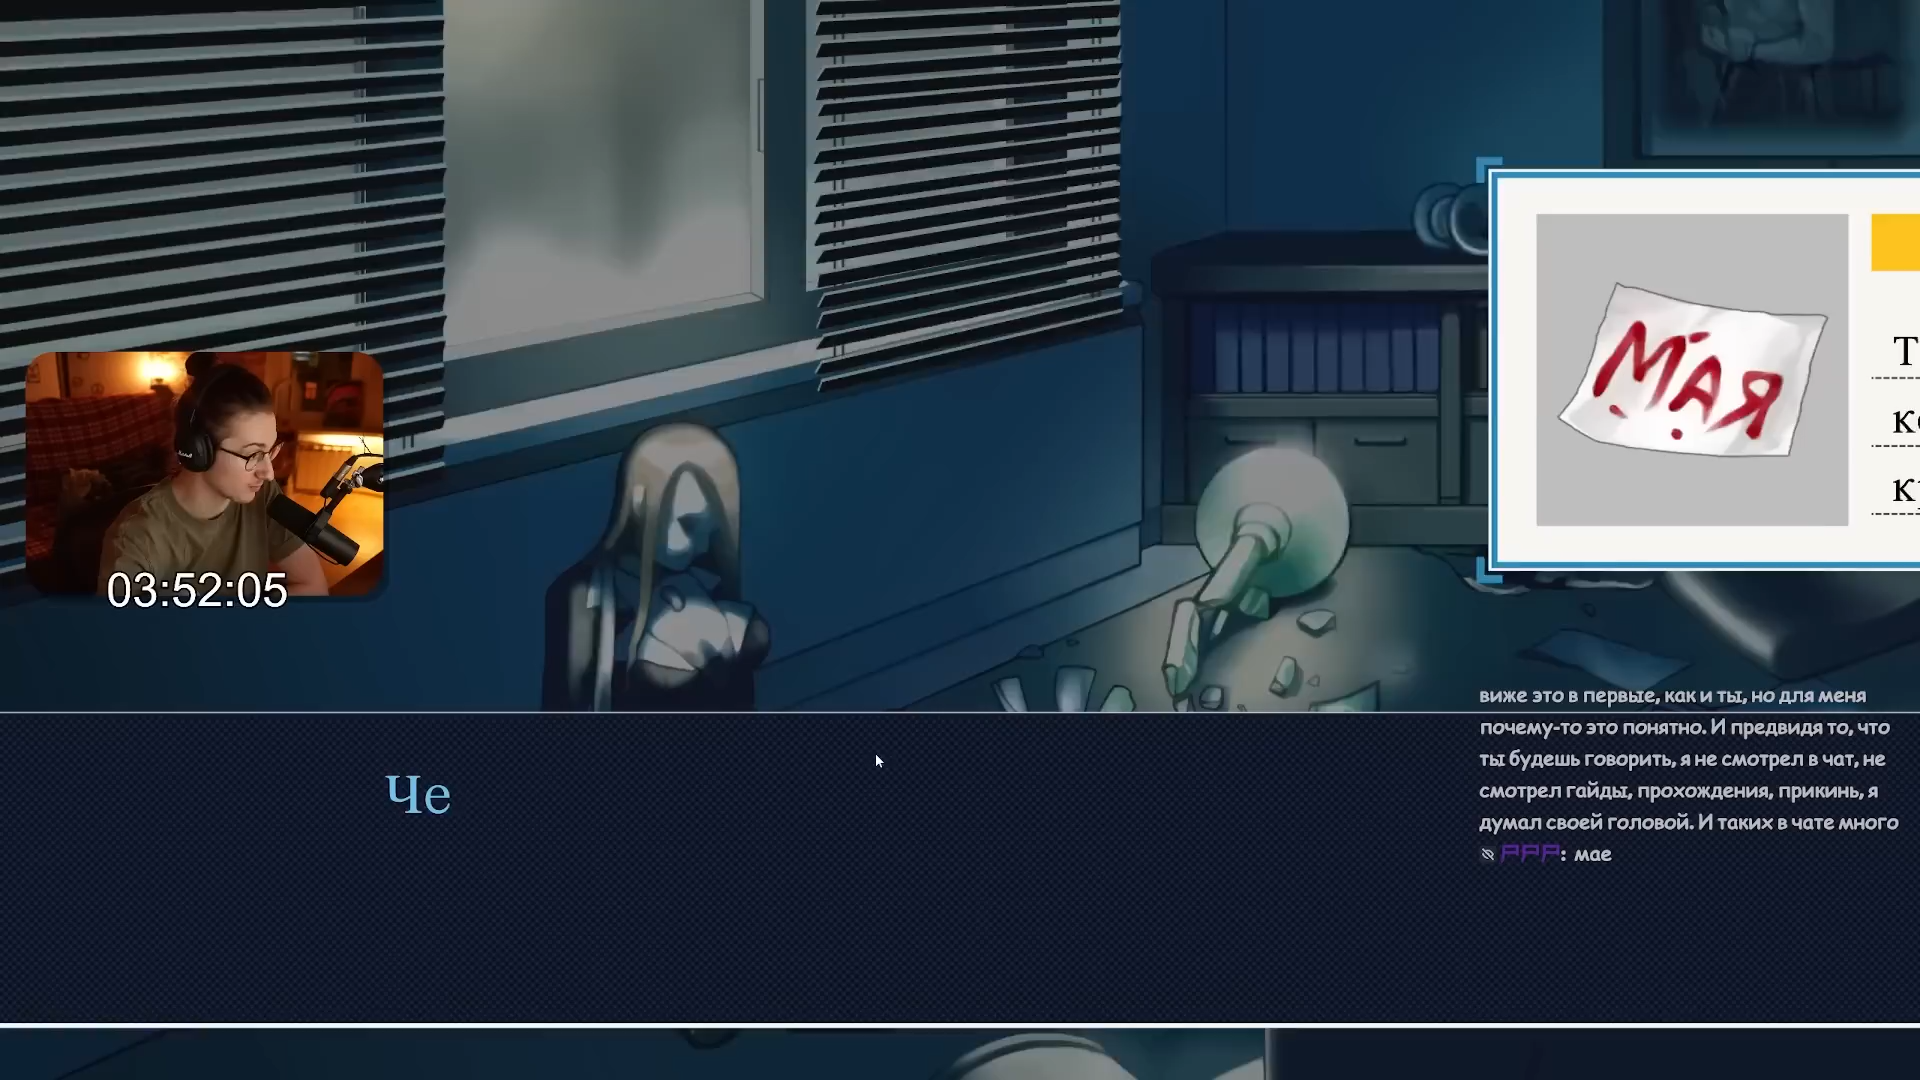 МАЯ
Т
к
03:52:05
Че
виже это в первые, как и ты, но для меня
почему-то это понятно. И предвидя то, что
ты будешь говорить, я не смотрел в чат, не
смотрел гайды, прохождения, прикинь, я
думал своей головой. И таких в чате много
PPP: мае